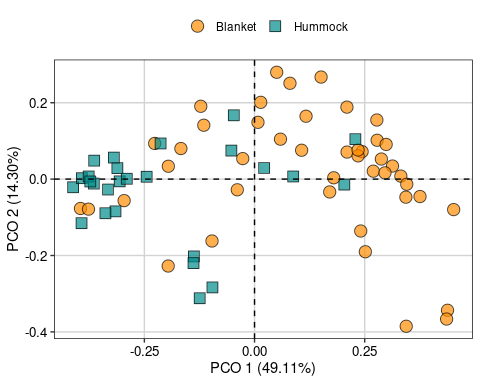 Blanket Hummock
PCO 2 (14.30%)
0.2
0.0
-0.2
-0.4
-0.25 0.00 0.25
PCO 1 (49.11%)